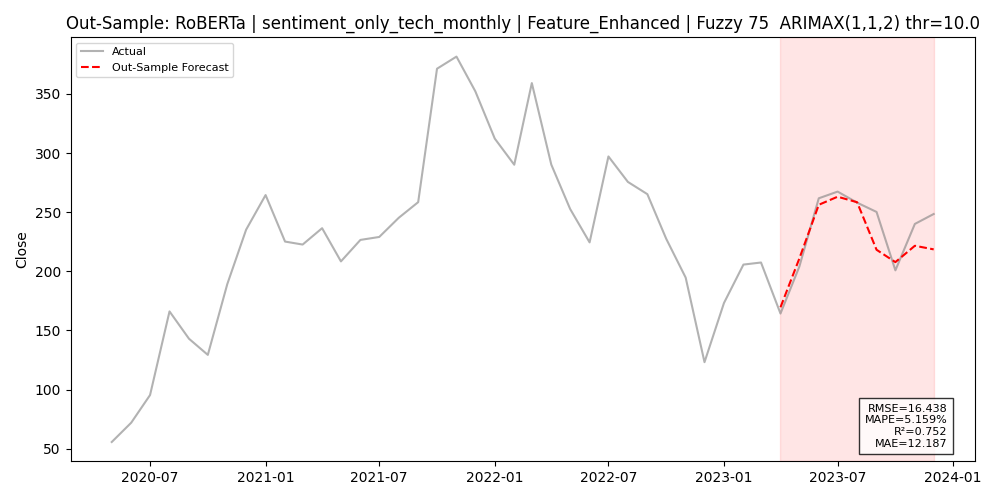 Out-Sample: RoBERTa | sentiment_only_tech_monthly | Feature_Enhanced | Fuzzy 75  ARIMAX(1,1,2) thr=10.0
Actual
Out-Sample Forecast
Close
350
300
250
200
150
100
50
RMSE=16.438
MAPE=5.159%
R²=0.752
MAE=12.187
2020-07
2021-01
2021-07
2022-01
2022-07
2023-01
2023-07
2024-01